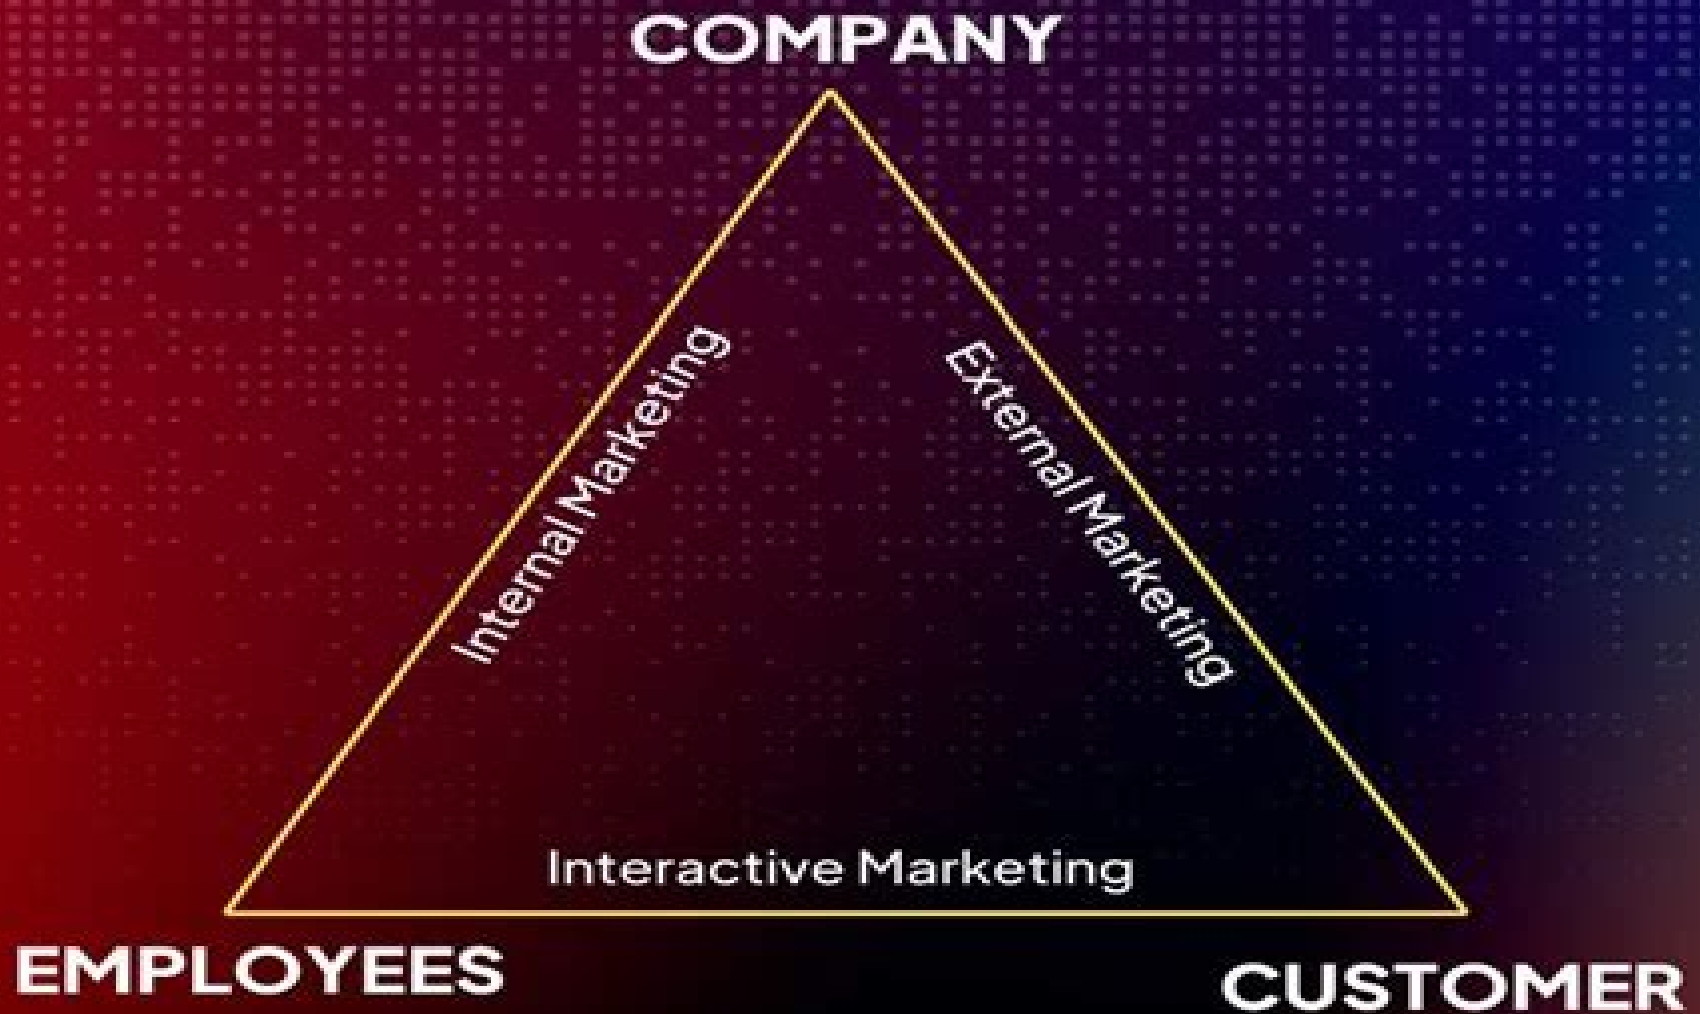 COMPANY
Internal Marketing
External Marketing
Interactive Marketing
EMPLOYEES
CUSTOMER